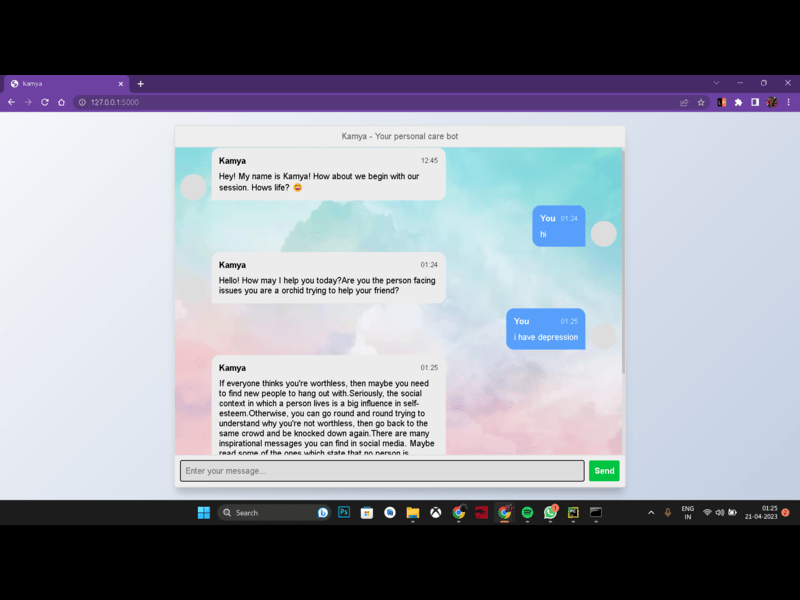 Kamya
127.0.0.1:5000
Kamya - Your personal care bot
Kamya 12:45
Hey! My name is Kamya! How about we begin with our
session. Hows life?
You 01:24
hi
Kamya 01:24
Hello! How may I help you today?Are you the person facing
issues you are a orchid trying to help your friend?
You 01:25
i have depression
Kamya 01:25
If everyone thinks you're worthless, then maybe you need
to find new people to hang out with.Seriously, the social
context in which a person lives is a big influence in self-
esteem.Otherwise, you can go round and round trying to
understand why you're not worthless, then go back to the
same crowd and be knocked down again.There are many
inspirational messages you can find in social media. Maybe
read some of the ones which state that no person is
Enter your message...
Send
Search
Ps
ENG
IN
01:25
21-04-2023
2